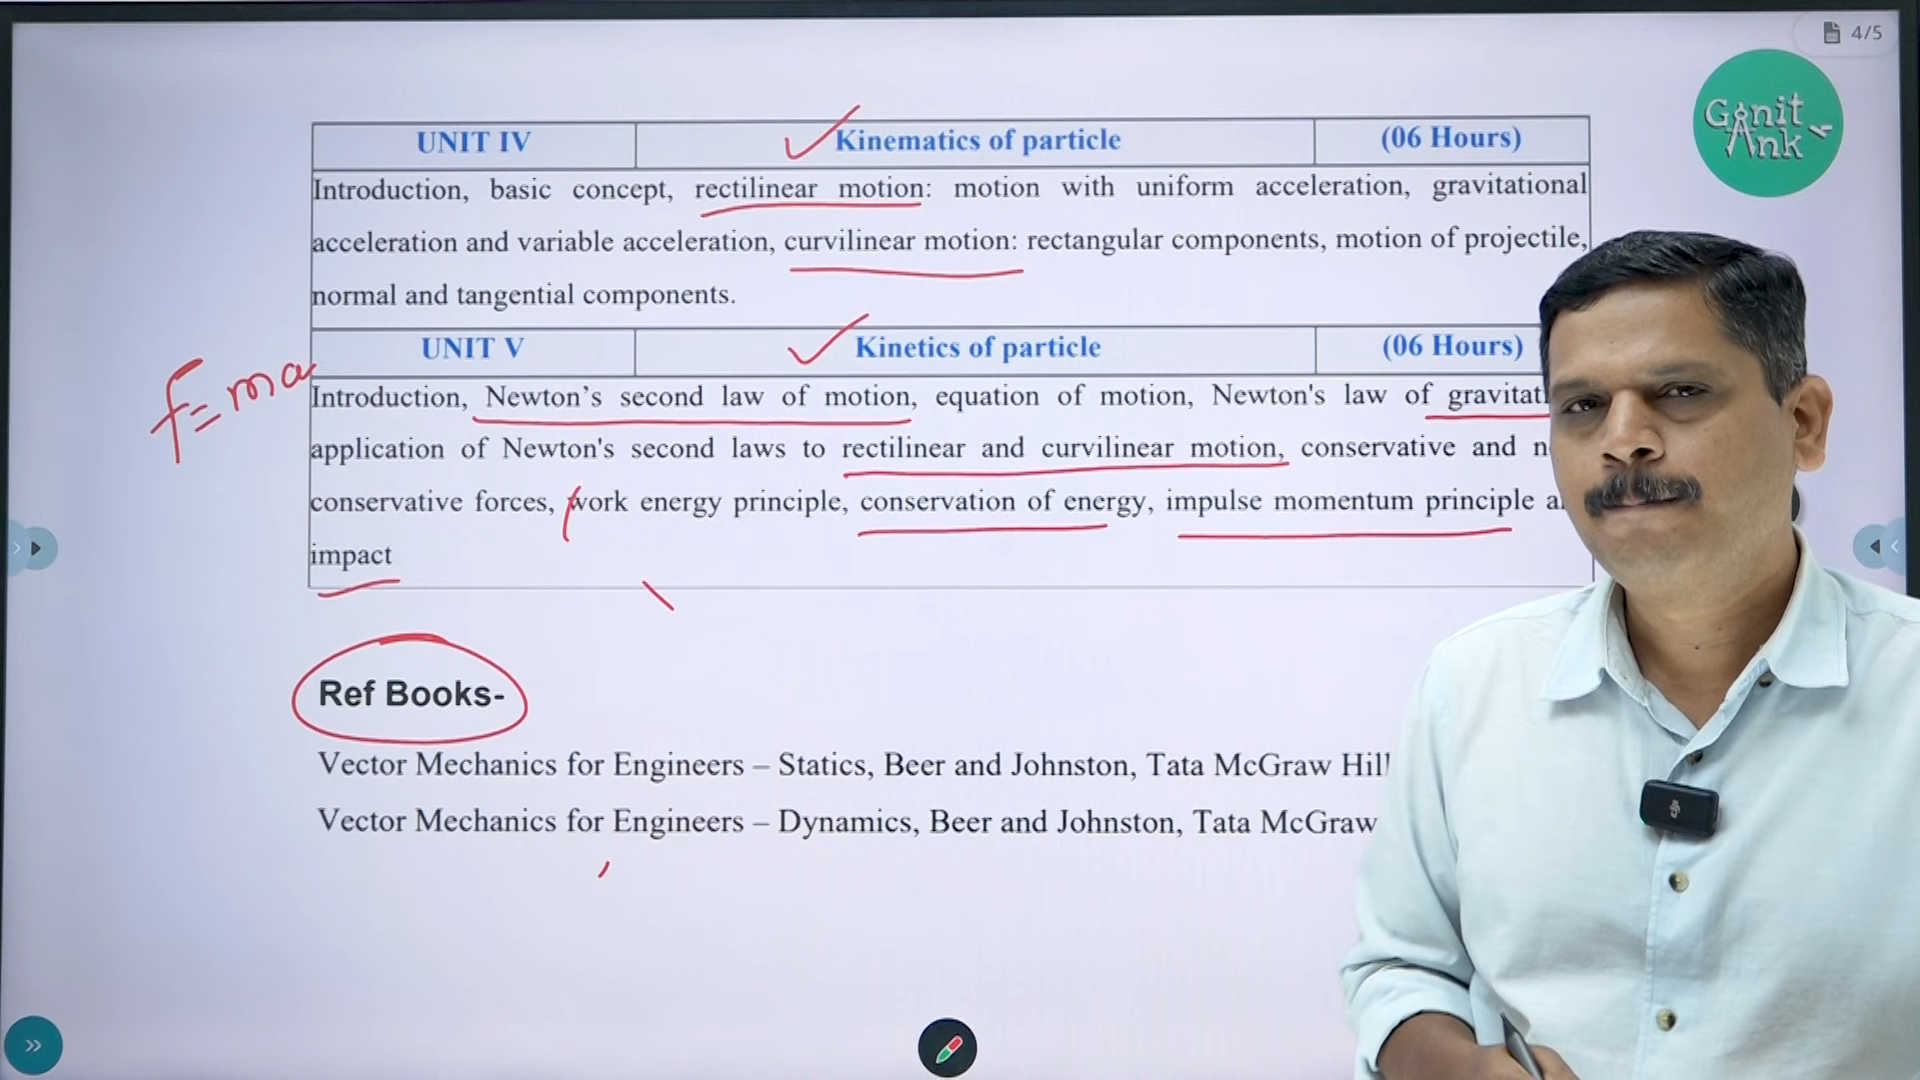 4/5
Ganit Ank
UNIT IV Kinematics of particle (06 Hours)
Introduction, basic concept, rectilinear motion: motion with uniform acceleration, gravitational
acceleration and variable acceleration, curvilinear motion: rectangular components, motion of projectile,
normal and tangential components.
UNIT V Kinetics of particle (06 Hours)
F=ma
Introduction, Newton’s second law of motion, equation of motion, Newton's law of
application of Newton's second laws to rectilinear and curvilinear motion, conservative and
conservative forces, work energy principle, conservation of energy, impulse momentum principle
impact
Ref Books-
Vector Mechanics for Engineers – Statics, Beer and Johnston, Tata McGraw Hill
Vector Mechanics for Engineers – Dynamics, Beer and Johnston, Tata McGraw